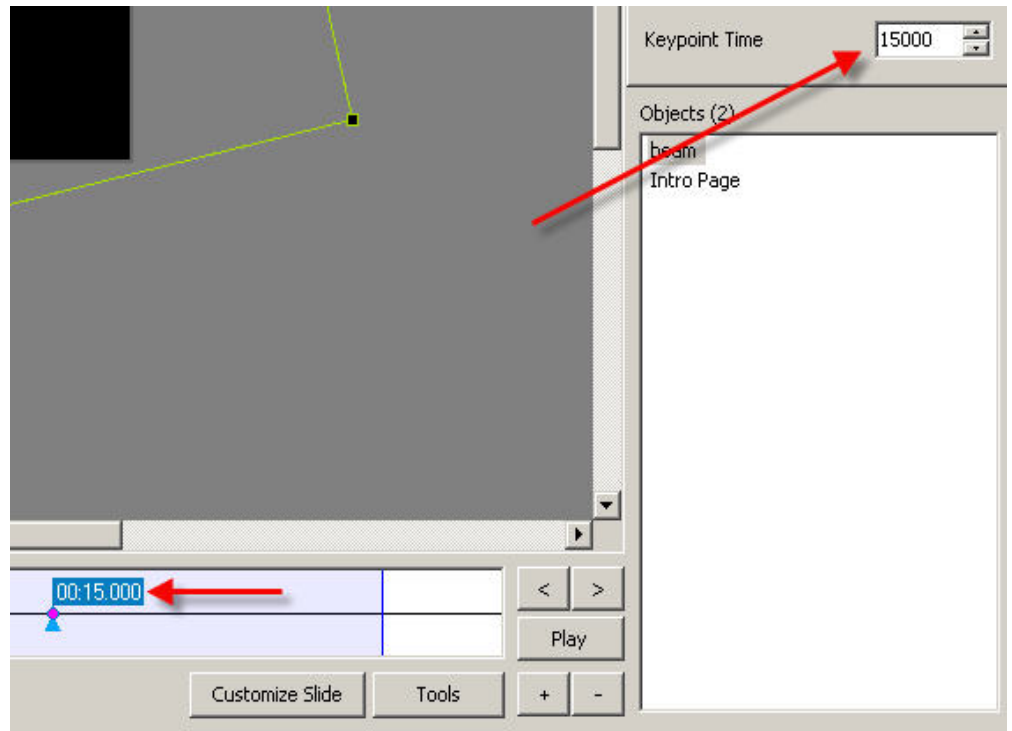 Keypoint Time 15000
Objects (2)
beam
Intro Page
00:15.000
< >
Play
Customize Slide Tools + -